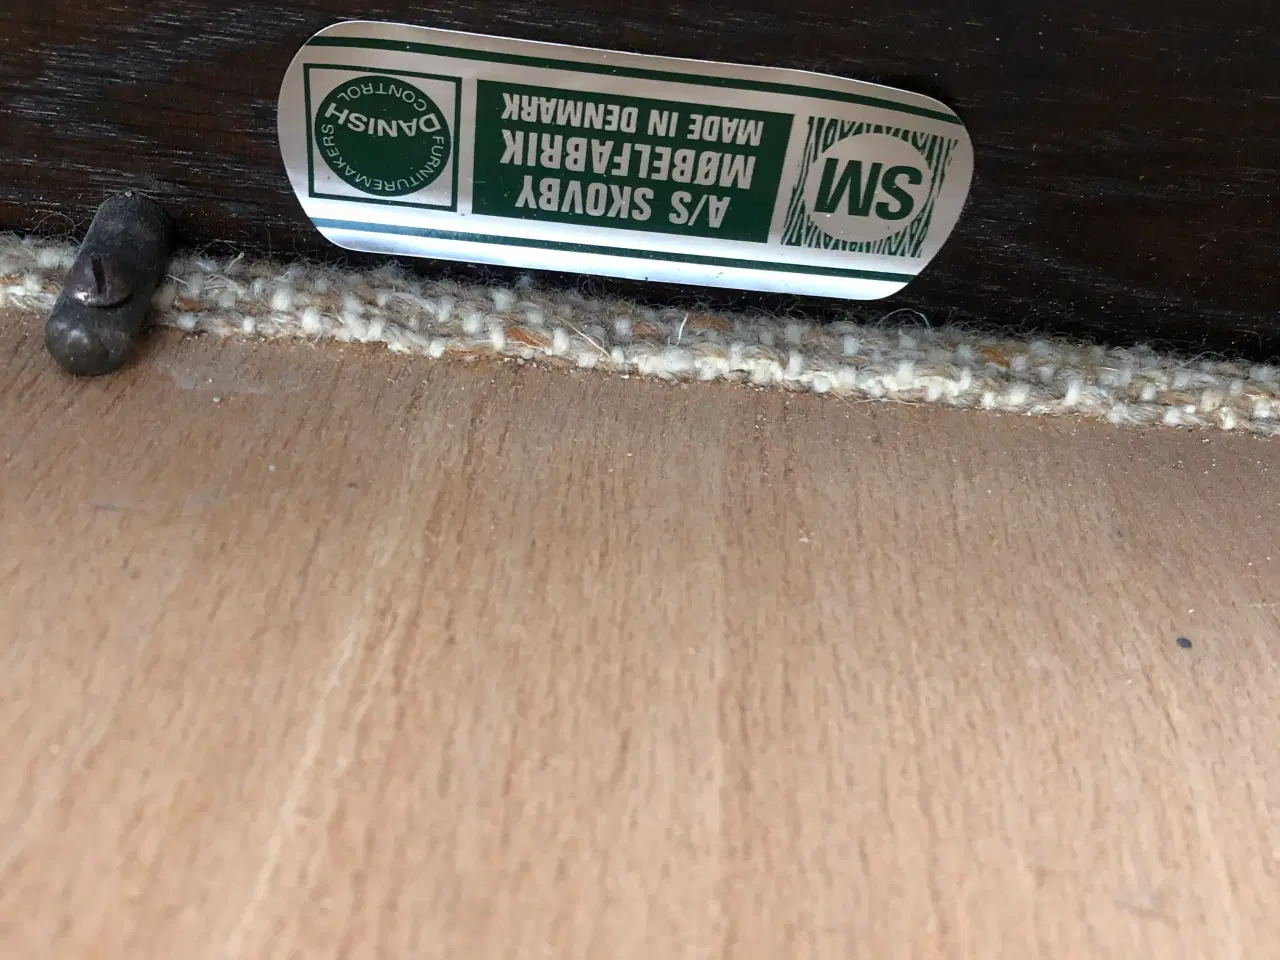 SM
A/S SKOVBY
MØBELFABRIK
MADE IN DENMARK
FURNITUREMAKERS
DANISH
CONTROL